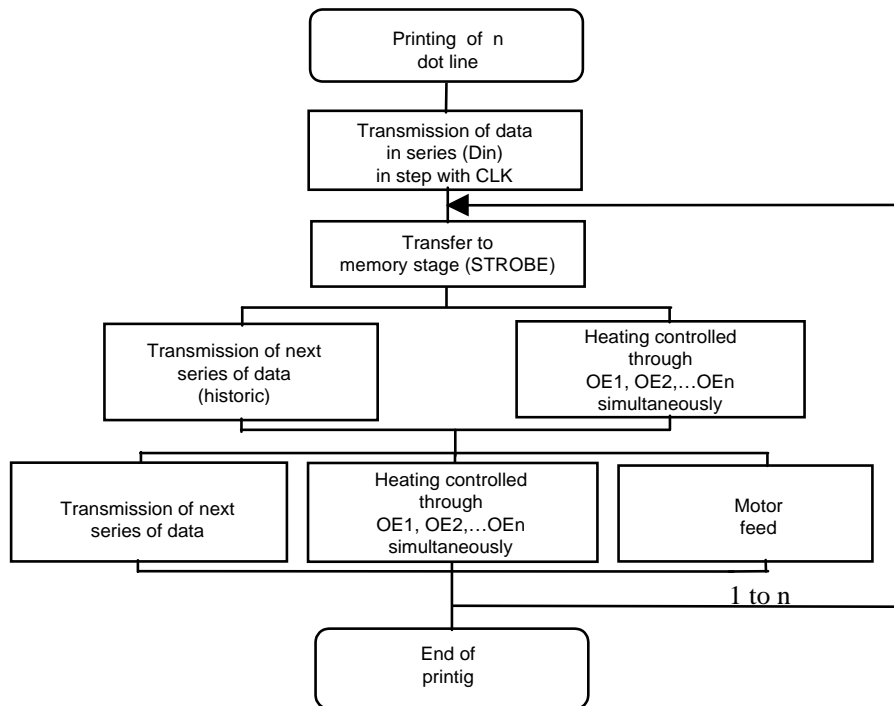 Printing of n
dot line
Transmission of data
in series (Din)
in step with CLK
Transfer to
memory stage (STROBE)
Transmission of next
series of data
(historic)
Heating controlled
through
OE1, OE2,...OEn
simultaneously
Transmission of next
series of data
Heating controlled
through
OE1, OE2,...OEn
simultaneously
Motor
feed
1 to n
End of
printig